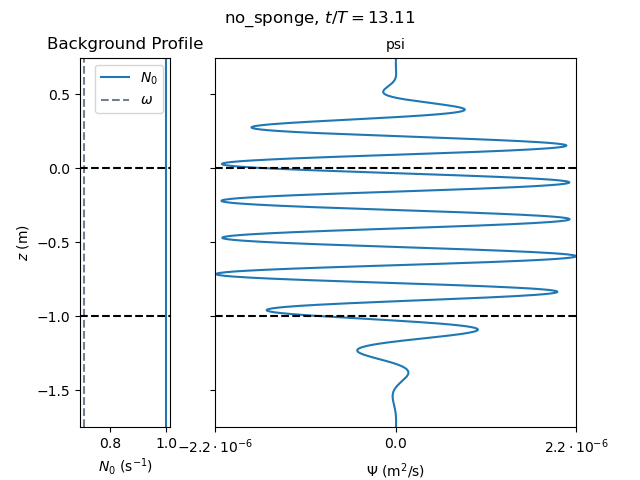 no_sponge, t/T = 13.11
Background Profile
psi
N₀
ω
0.5
0.0
−0.5
−1.0
−1.5
z (m)
0.8
1.0
N₀ (s⁻¹)
−2.2 · 10⁻⁶
0.0
2.2 · 10⁻⁶
Ψ (m²/s)